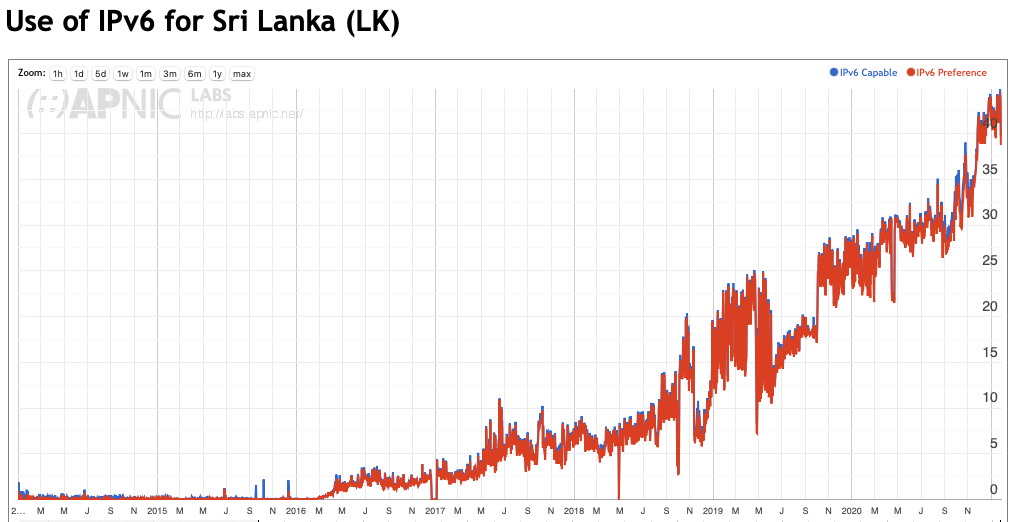 Use of IPv6 for Sri Lanka (LK)
Zoom: 1h 1d 5d 1w 1m 3m 6m 1y max
IPv6 Capable IPv6 Preference
(::) APNIC LABS
http://labs.apnic.net/
40
35
30
25
20
15
10
5
0
2... M M J S N 2015 M M J S N 2016 M M J S N 2017 M M J S N 2018 M M J S N 2019 M M J S N 2020 M M J S N